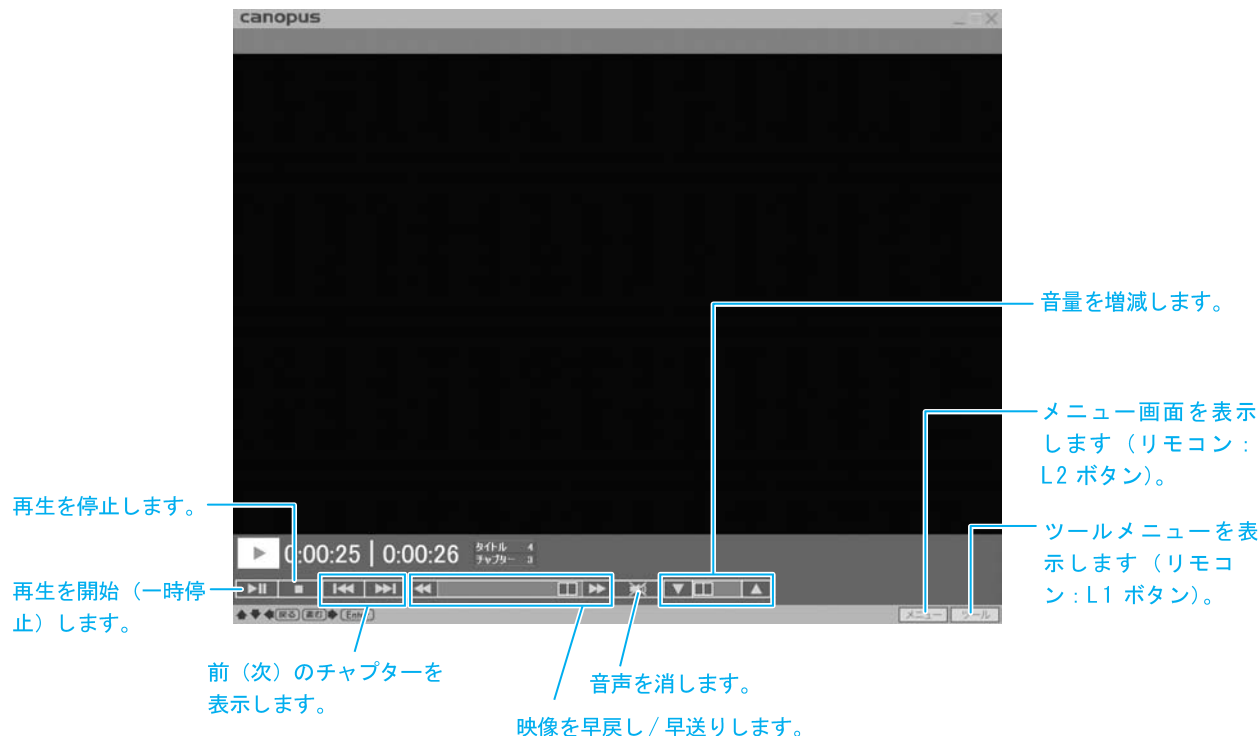 canopus
音量を増減します。
メニュー画面を表示
します（リモコン：
L2 ボタン）。
再生を停止します。
ツールメニューを表
示します（リモコ
ン：L1 ボタン）。
0:00:25 | 0:00:26
タイトル 4
チャプター 3
再生を開始（一時停
止）します。
戻る 進む Enter
メニュー ツール
前（次）のチャプターを
表示します。
音声を消します。
映像を早戻し / 早送りします。